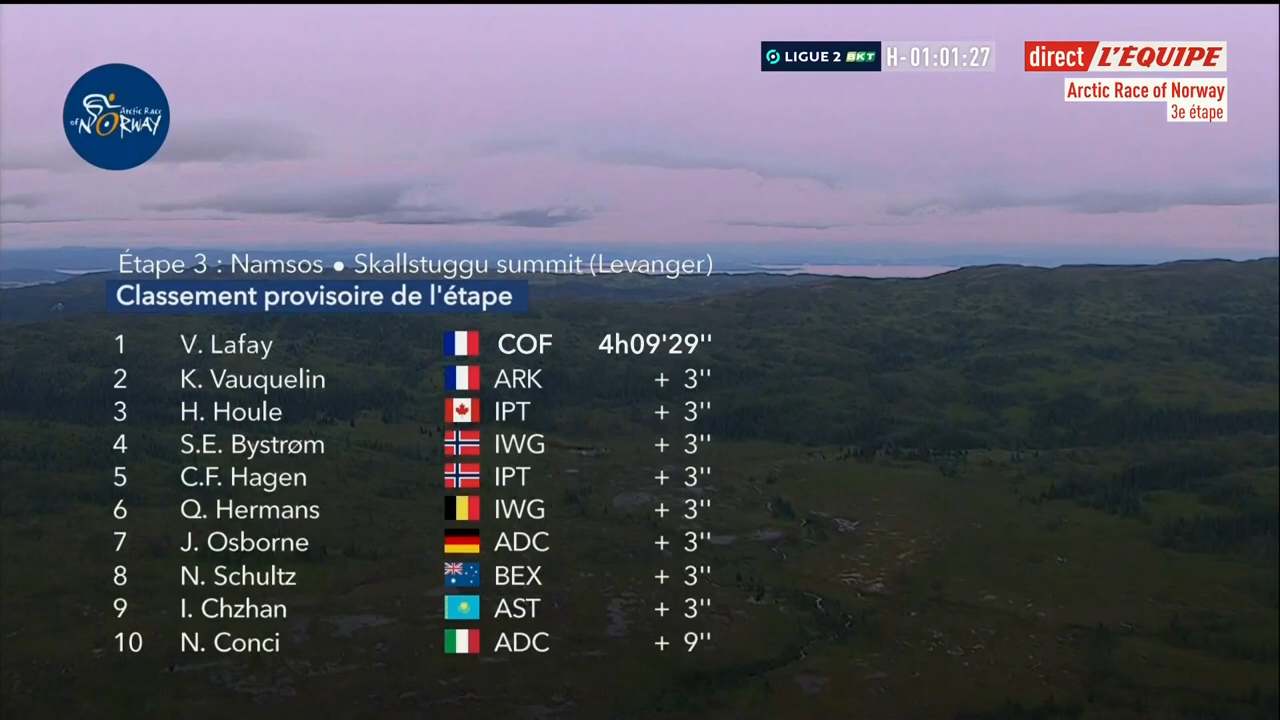 LIGUE 2 BKT H-01:01:27
direct L'ÉQUIPE
Arctic Race of Norway
3e étape
Arctic Race
of NORWAY
Étape 3 : Namsos • Skallstuggu summit (Levanger)
Classement provisoire de l'étape
1 V. Lafay COF 4h09'29''
2 K. Vauquelin ARK + 3''
3 H. Houle IPT + 3''
4 S.E. Bystrøm IWG + 3''
5 C.F. Hagen IPT + 3''
6 Q. Hermans IWG + 3''
7 J. Osborne ADC + 3''
8 N. Schultz BEX + 3''
9 I. Chzhan AST + 3''
10 N. Conci ADC + 9''